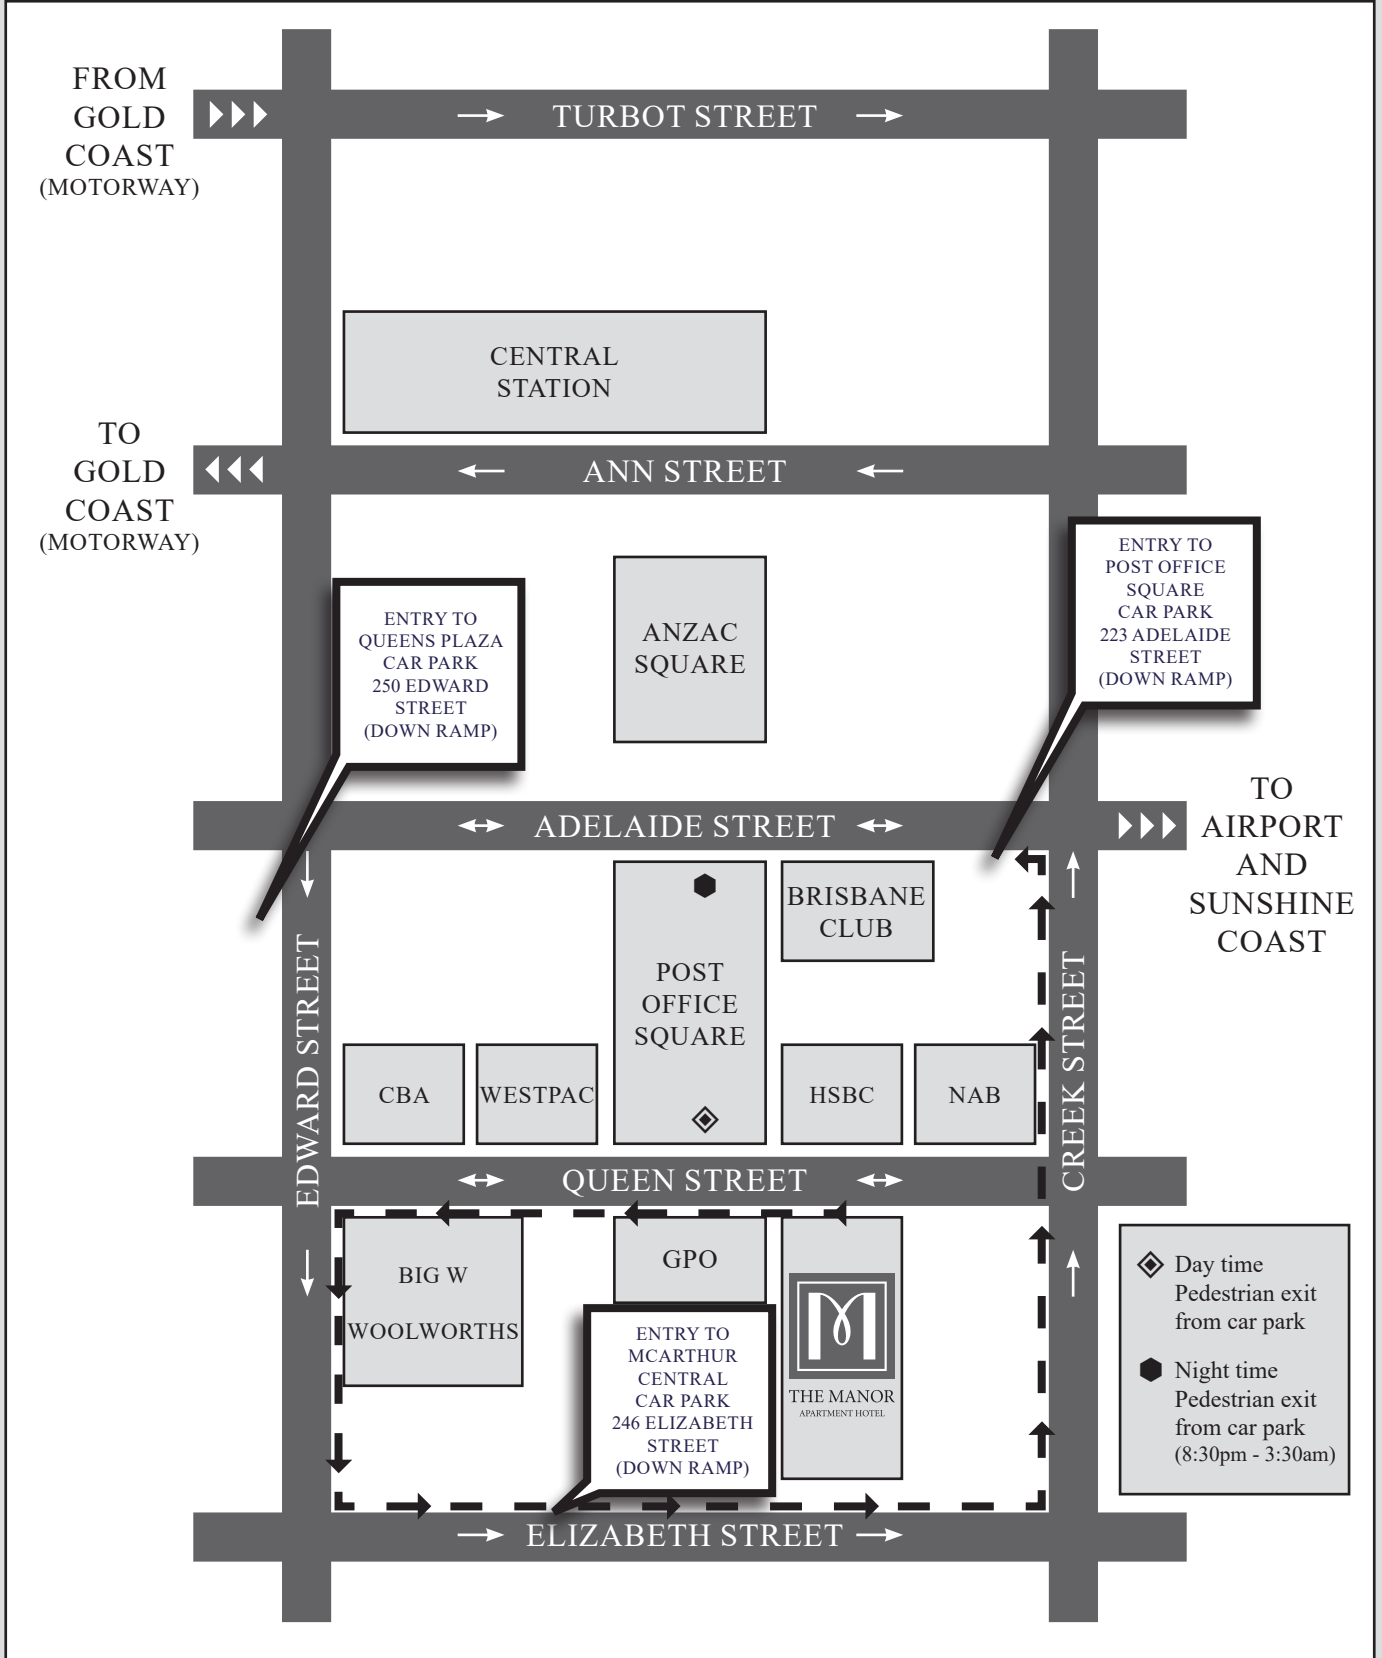 FROM
GOLD
COAST
(MOTORWAY)
TURBOT STREET
CENTRAL
STATION
TO
GOLD
COAST
(MOTORWAY)
ANN STREET
ENTRY TO
QUEENS PLAZA
CAR PARK
250 EDWARD
STREET
(DOWN RAMP)
ANZAC
SQUARE
ENTRY TO
POST OFFICE
SQUARE
CAR PARK
223 ADELAIDE
STREET
(DOWN RAMP)
ADELAIDE STREET
TO
AIRPORT
AND
SUNSHINE
COAST
EDWARD STREET
POST
OFFICE
SQUARE
BRISBANE
CLUB
CREEK STREET
CBA
WESTPAC
HSBC
NAB
QUEEN STREET
BIG W
WOOLWORTHS
GPO
ENTRY TO
MCARTHUR
CENTRAL
CAR PARK
246 ELIZABETH
STREET
(DOWN RAMP)
M
THE MANOR
APARTMENT HOTEL
Day time
Pedestrian exit
from car park
Night time
Pedestrian exit
from car park
(8:30pm - 3:30am)
ELIZABETH STREET